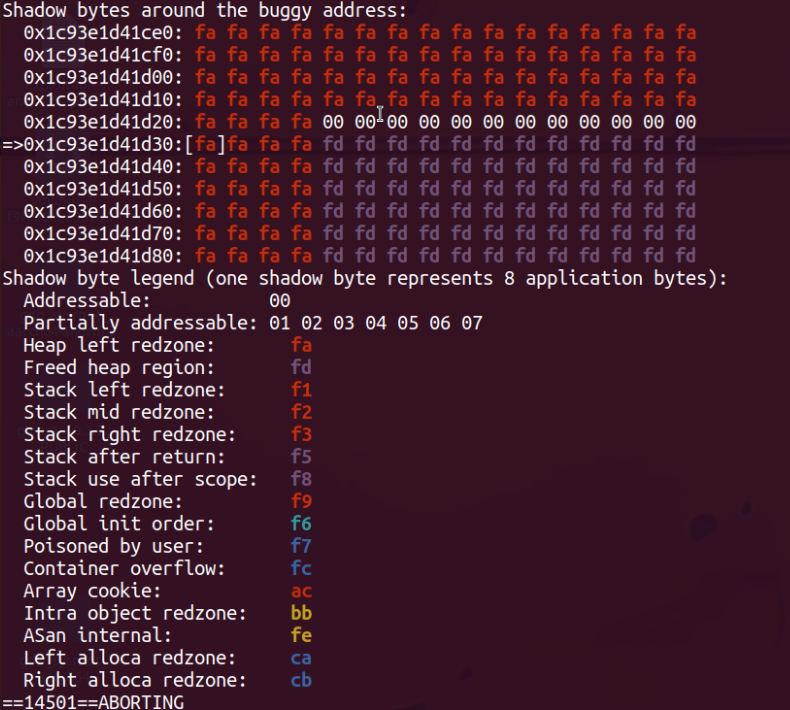 Shadow bytes around the buggy address:
  0x1c93e1d41ce0: fa fa fa fa fa fa fa fa fa fa fa fa fa fa fa fa
  0x1c93e1d41cf0: fa fa fa fa fa fa fa fa fa fa fa fa fa fa fa fa
  0x1c93e1d41d00: fa fa fa fa fa fa fa fa fa fa fa fa fa fa fa fa
  0x1c93e1d41d10: fa fa fa fa fa fa fa fa fa fa fa fa fa fa fa fa
  0x1c93e1d41d20: fa fa fa fa 00 00 00 00 00 00 00 00 00 00 00 00
=>0x1c93e1d41d30:[fa]fa fa fa fd fd fd fd fd fd fd fd fd fd fd fd
  0x1c93e1d41d40: fa fa fa fa fd fd fd fd fd fd fd fd fd fd fd fd
  0x1c93e1d41d50: fa fa fa fa fd fd fd fd fd fd fd fd fd fd fd fd
  0x1c93e1d41d60: fa fa fa fa fd fd fd fd fd fd fd fd fd fd fd fd
  0x1c93e1d41d70: fa fa fa fa fd fd fd fd fd fd fd fd fd fd fd fd
  0x1c93e1d41d80: fa fa fa fa fd fd fd fd fd fd fd fd fd fd fd fd
Shadow byte legend (one shadow byte represents 8 application bytes):
  Addressable:           00
  Partially addressable: 01 02 03 04 05 06 07
  Heap left redzone:       fa
  Freed heap region:       fd
  Stack left redzone:      f1
  Stack mid redzone:       f2
  Stack right redzone:     f3
  Stack after return:      f5
  Stack use after scope:   f8
  Global redzone:          f9
  Global init order:       f6
  Poisoned by user:        f7
  Container overflow:      fc
  Array cookie:            ac
  Intra object redzone:    bb
  ASan internal:           fe
  Left alloca redzone:     ca
  Right alloca redzone:    cb
==14501==ABORTING